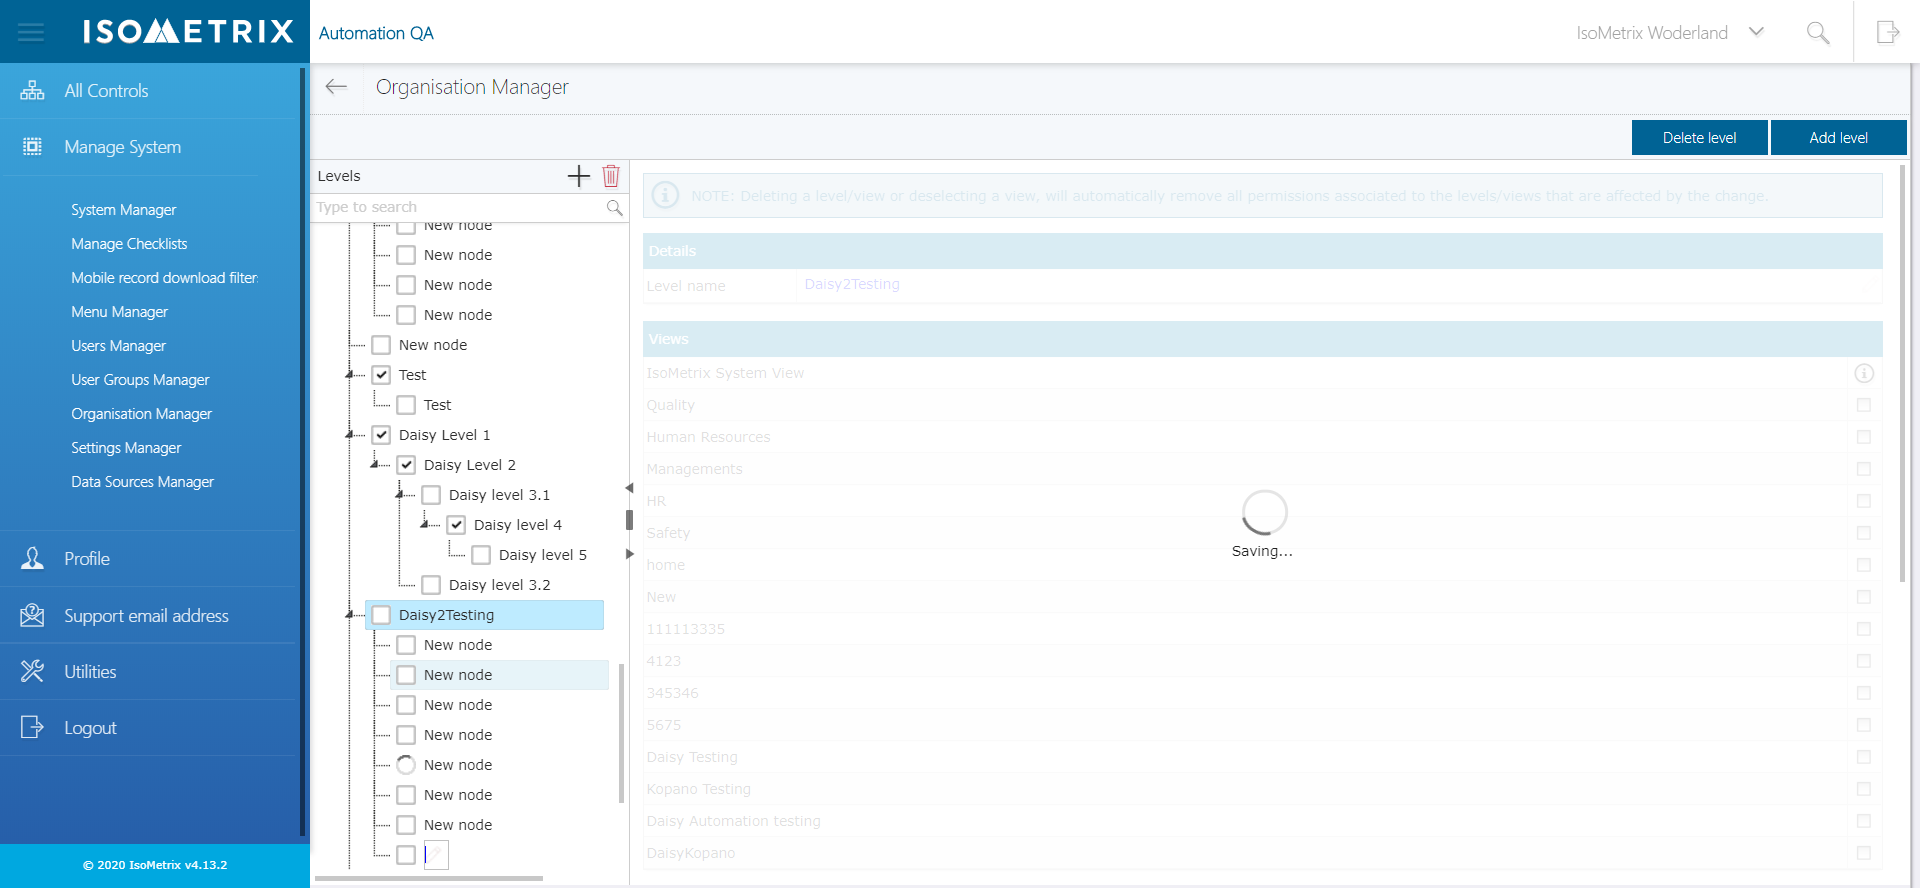 ISOMETRIX
Automation QA
IsoMetrix Woderland
All Controls
Manage System
System Manager
Manage Checklists
Mobile record download filter
Menu Manager
Users Manager
User Groups Manager
Organisation Manager
Settings Manager
Data Sources Manager
Profile
Support email address
Utilities
Logout
© 2020 IsoMetrix v4.13.2
Organisation Manager
Delete level
Add level
Levels
Type to search
New node
New node
New node
New node
New node
Test
Test
Daisy Level 1
Daisy Level 2
Daisy level 3.1
Daisy level 4
Daisy level 5
Daisy level 3.2
Daisy2Testing
New node
New node
New node
New node
New node
New node
New node
NOTE: Deleting a level/view or deselecting a view, will automatically remove all permissions associated to the levels/views that are affected by the change.
Details
Level name
Daisy2Testing
Views
IsoMetrix System View
Quality
Human Resources
Managements
HR
Safety
home
New
111113335
4123
345346
5675
Daisy Testing
Kopano Testing
Daisy Automation testing
DaisyKopano
Saving...